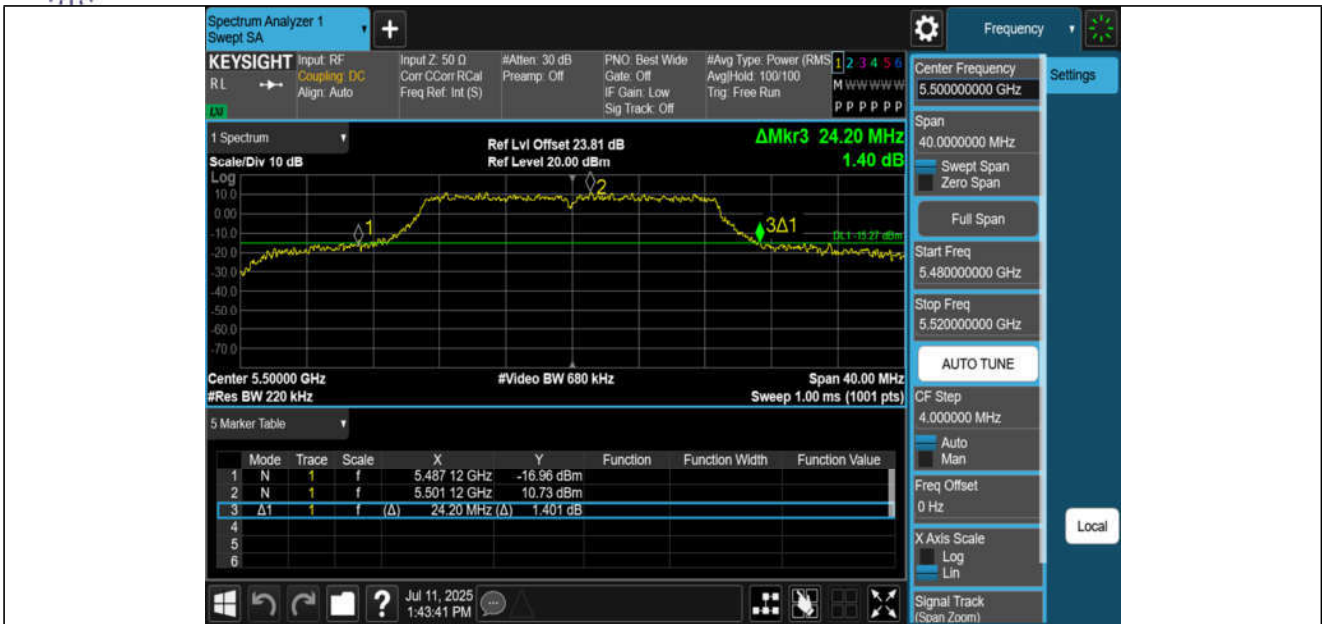 Spectrum Analyzer 1
Swept SA
+
Frequency
KEYSIGHT
RL
LV
Input: RF
Coupling: DC
Align: Auto
Input Z: 50 Ω
Corr CCorr RCal
Freq Ref: Int (S)
#Atten: 30 dB
Preamp: Off
PNO: Best Wide
Gate: Off
IF Gain: Low
Sig Track: Off
#Avg Type: Power (RMS
Avg|Hold: 100/100
Trig: Free Run
1 2 3 4 5 6
M W W W W W
P P P P P P
1 Spectrum
Scale/Div 10 dB
Ref Lvl Offset 23.81 dB
Ref Level 20.00 dBm
ΔMkr3 24.20 MHz
1.40 dB
Log
10.0
0.00
-10.0
-20.0
-30.0
-40.0
-50.0
-60.0
-70.0
1
2
3Δ1
DL1 -15.27 dBm
Center 5.50000 GHz
#Res BW 220 kHz
#Video BW 680 kHz
Span 40.00 MHz
Sweep 1.00 ms (1001 pts)
5 Marker Table
Mode Trace Scale X Y Function Function Width Function Value
1 N 1 f 5.487 12 GHz -16.96 dBm
2 N 1 f 5.501 12 GHz 10.73 dBm
3 Δ1 1 f (Δ) 24.20 MHz (Δ) 1.401 dB
4
5
6
?
Jul 11, 2025
1:43:41 PM
Center Frequency
5.500000000 GHz
Settings
Span
40.0000000 MHz
Swept Span
Zero Span
Full Span
Start Freq
5.480000000 GHz
Stop Freq
5.520000000 GHz
AUTO TUNE
CF Step
4.000000 MHz
Auto
Man
Freq Offset
0 Hz
X Axis Scale
Log
Lin
Local
Signal Track
(Span Zoom)